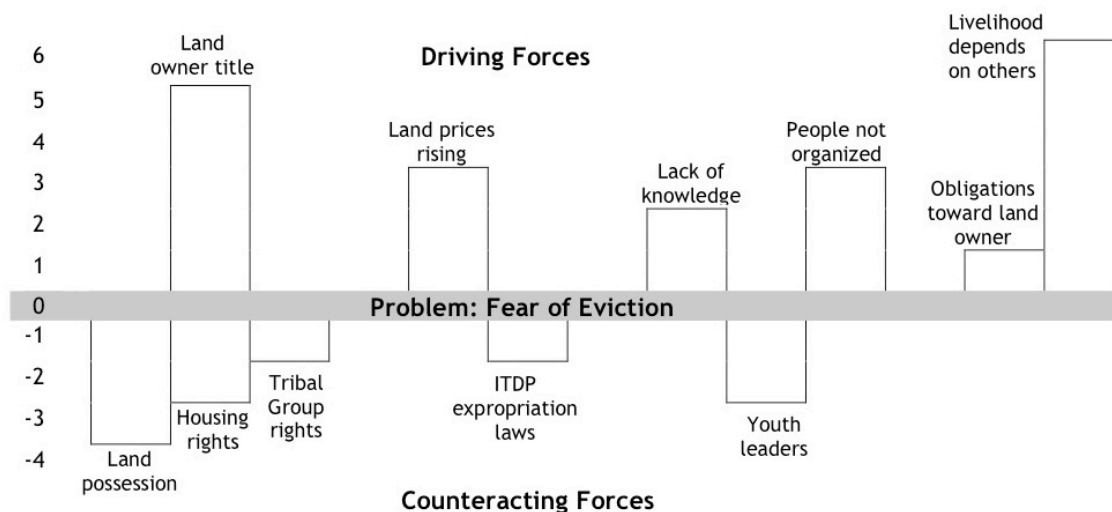 Driving Forces
6
5
4
3
2
1
0
-1
-2
-3
-4
Land
owner title
Land prices
rising
Lack of
knowledge
People not
organized
Obligations
toward land
owner
Livelihood
depends
on others
Problem: Fear of Eviction
Land
possession
Housing
rights
Tribal
Group
rights
ITDP
expropriation
laws
Youth
leaders
Counteracting Forces